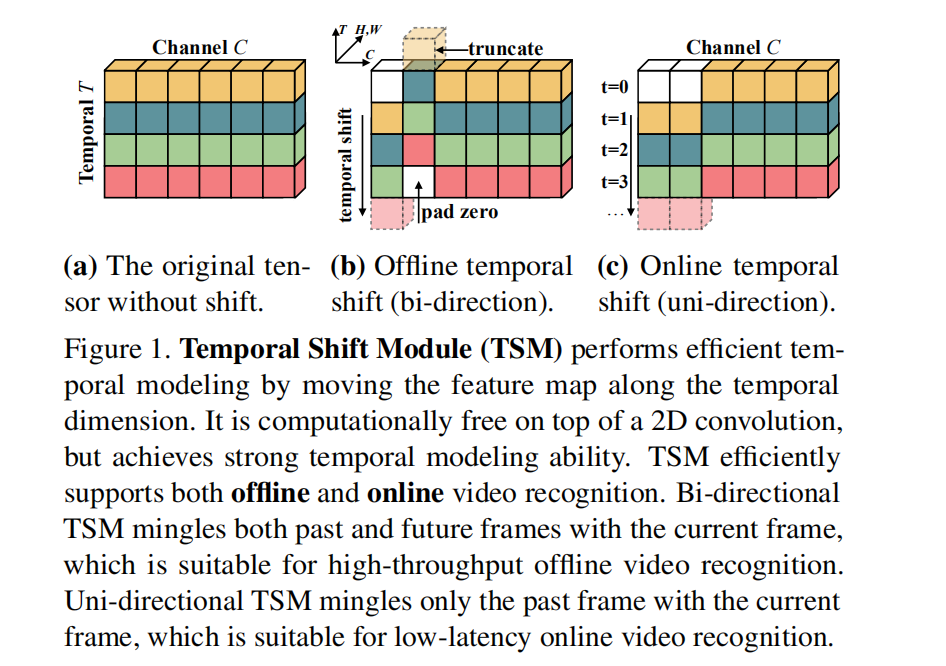 Channel C
Temporal T
T H,W
C
truncate
temporal shift
pad zero
Channel C
t=0
t=1
t=2
t=3
...
(a) The original ten-
sor without shift.
(b) Offline temporal
shift (bi-direction).
(c) Online temporal
shift (uni-direction).
Figure 1. Temporal Shift Module (TSM) performs efficient tem-
poral modeling by moving the feature map along the temporal
dimension. It is computationally free on top of a 2D convolution,
but achieves strong temporal modeling ability. TSM efficiently
supports both offline and online video recognition. Bi-directional
TSM mingles both past and future frames with the current frame,
which is suitable for high-throughput offline video recognition.
Uni-directional TSM mingles only the past frame with the current
frame, which is suitable for low-latency online video recognition.